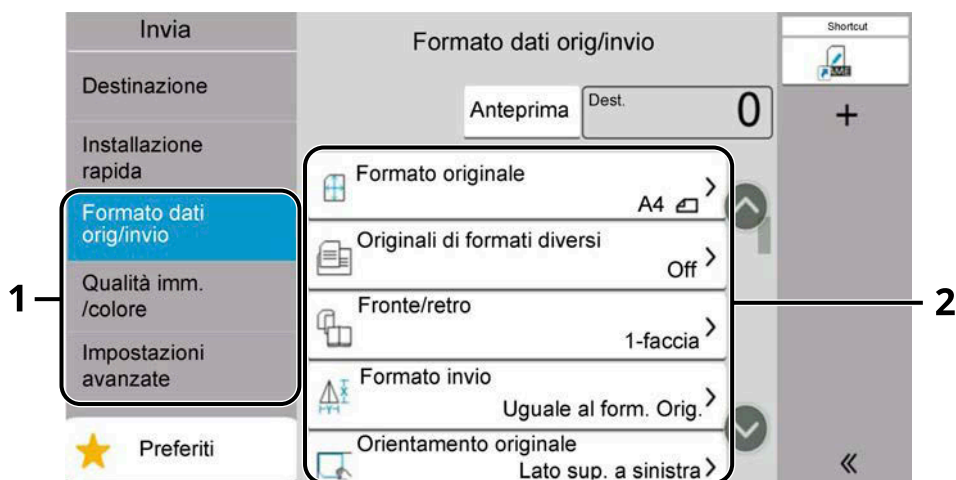 Invia
Destinazione
Installazione
rapida
Formato dati
orig/invio
Qualità imm.
/colore
Impostazioni
avanzate
Preferiti
1
Formato dati orig/invio
Anteprima
Dest.
0
Formato originale
A4
Originali di formati diversi
Off
Fronte/retro
1-faccia
Formato invio
Uguale al form. Orig.
Orientamento originale
Lato sup. a sinistra
2
Shortcut
+
«